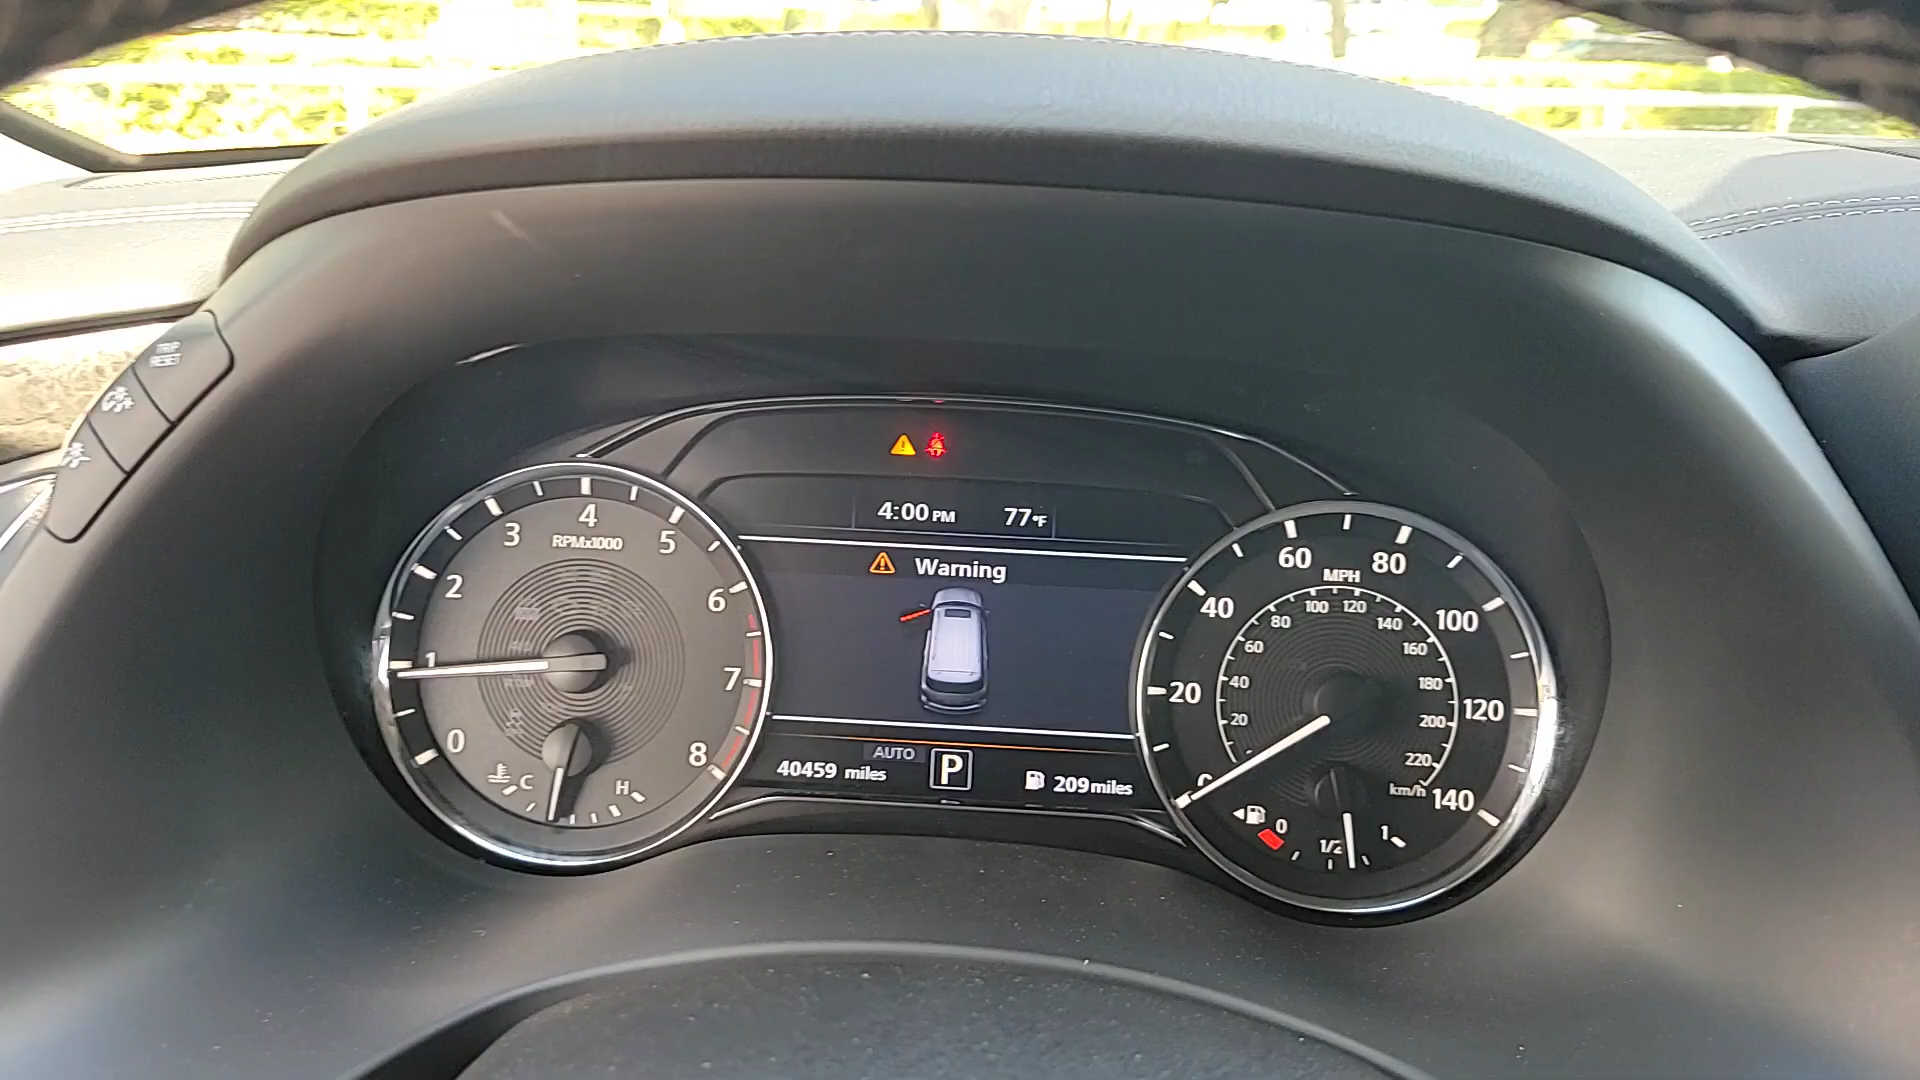 TRIP
RESET
4:00 PM 77°F
Warning
AUTO
40459 miles P 209miles
RPMx1000
0 1 2 3 4 5 6 7 8
C H
MPH
20 40 60 80 100 120 140
20 40 60 80 100 120 140 160 180 200 220
km/h
0 1/2 1